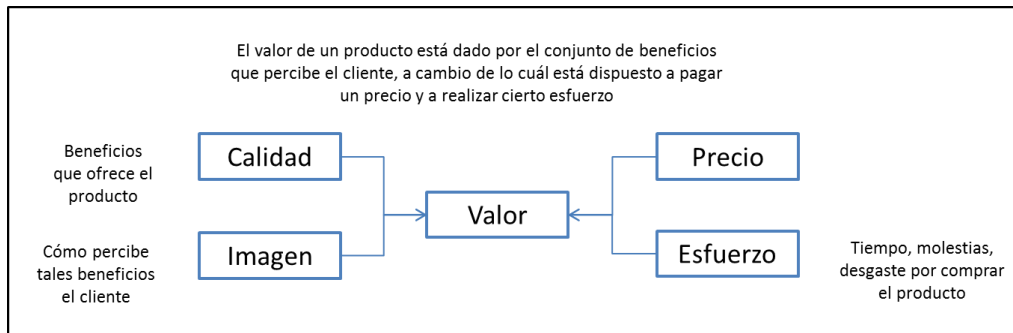 El valor de un producto está dado por el conjunto de beneficios
que percibe el cliente, a cambio de lo cuál está dispuesto a pagar
un precio y a realizar cierto esfuerzo
Beneficios
que ofrece el
producto
Calidad
Precio
Valor
Cómo percibe
tales beneficios
el cliente
Imagen
Esfuerzo
Tiempo, molestias,
desgaste por comprar
el producto